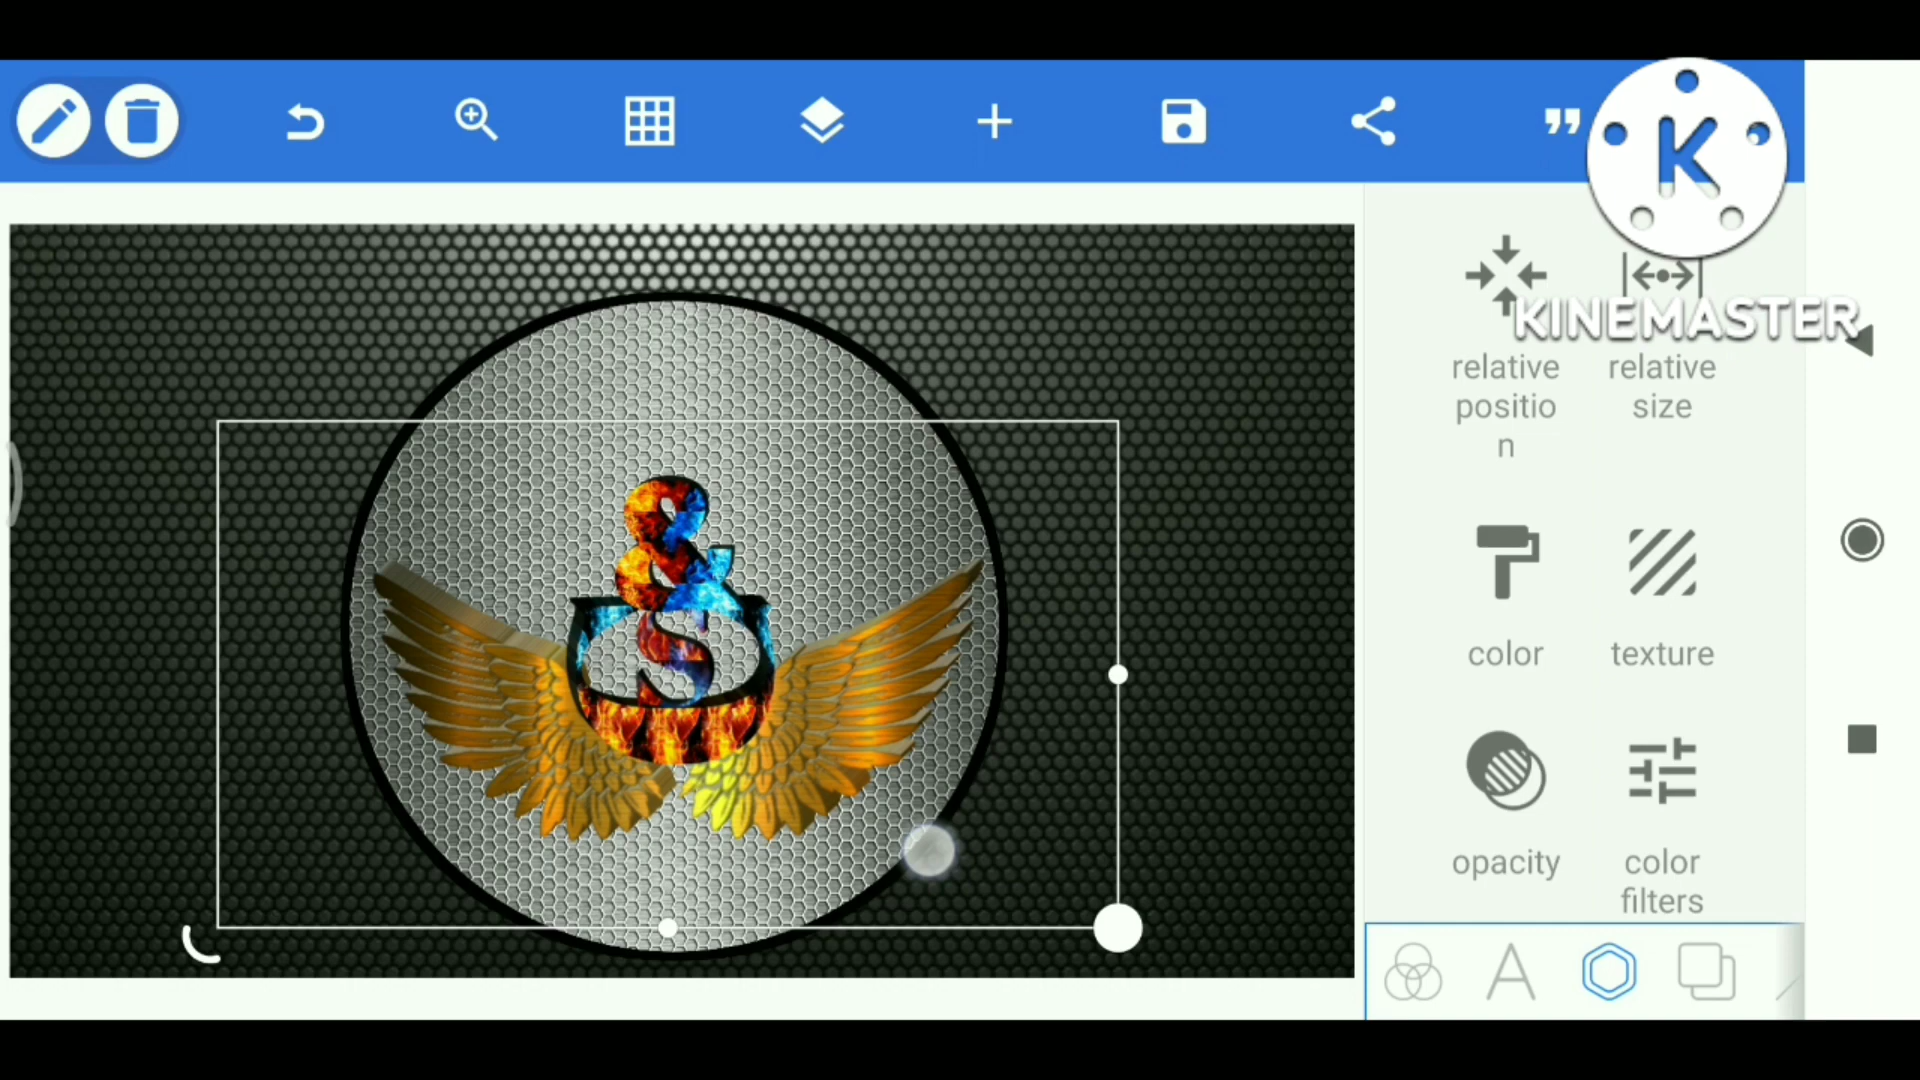 K
KINEMASTER
relative
positio
n
relative
size
&
S
color
texture
opacity
color
filters
A